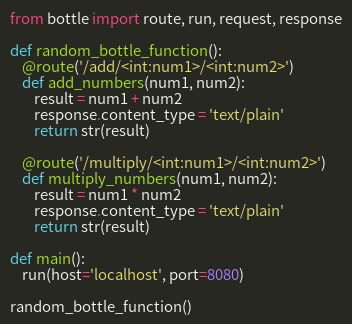 from bottle import route, run, request, response

def random_bottle_function():
    @route('/add/<int:num1>/<int:num2>')
    def add_numbers(num1, num2):
        result = num1 + num2
        response.content_type = 'text/plain'
        return str(result)

    @route('/multiply/<int:num1>/<int:num2>')
    def multiply_numbers(num1, num2):
        result = num1 * num2
        response.content_type = 'text/plain'
        return str(result)

def main():
    run(host='localhost', port=8080)

random_bottle_function()